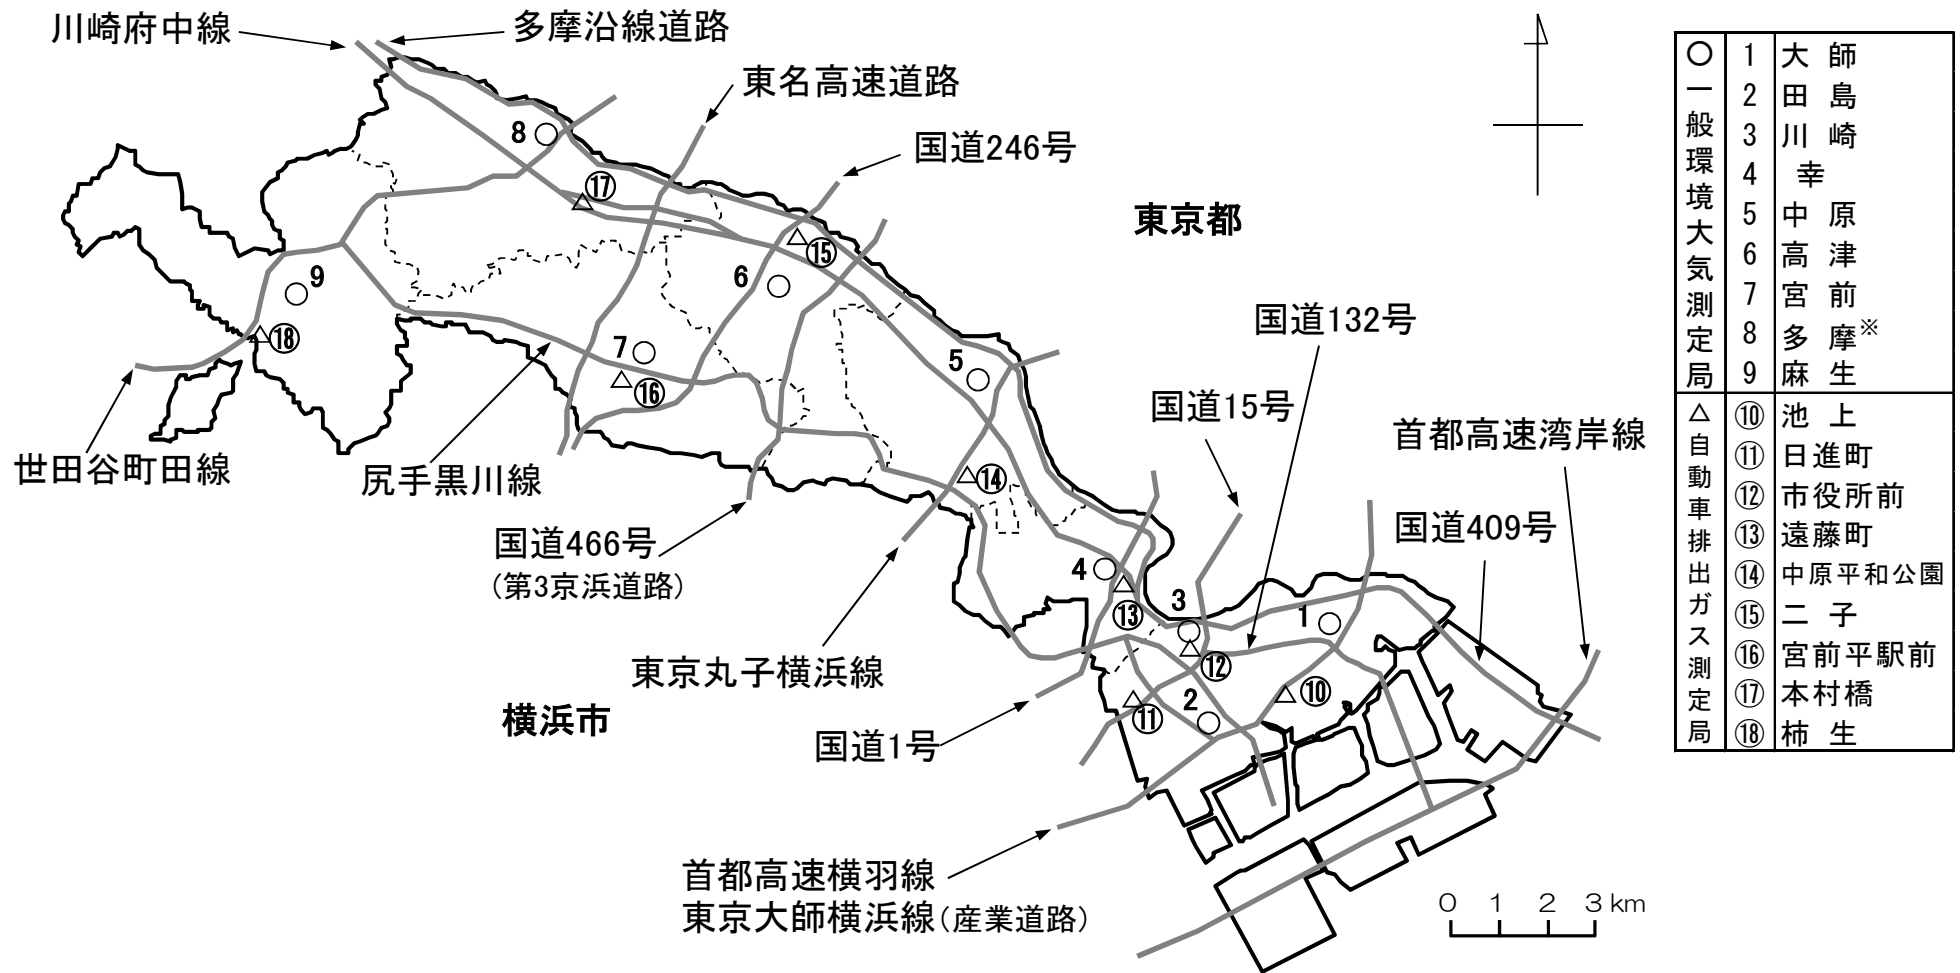 川崎府中線
多摩沿線道路
東名高速道路
国道246号
東京都
国道132号
国道15号
首都高速湾岸線
国道409号
世田谷町田線
尻手黒川線
国道466号
(第3京浜道路)
東京丸子横浜線
横浜市
国道1号
首都高速横羽線
東京大師横浜線(産業道路)
8
⑰
⑮
6
9
⑱
7
⑯
5
⑭
4
⑬
3
1
⑫
⑩
2
⑪
0 1 2 3 km
○一般環境大気測定局
1 大師
2 田島
3 川崎
4 幸
5 中原
6 高津
7 宮前
8 多摩※
9 麻生
△自動車排出ガス測定局
⑩ 池上
⑪ 日進町
⑫ 市役所前
⑬ 遠藤町
⑭ 中原平和公園
⑮ 二子
⑯ 宮前平駅前
⑰ 本村橋
⑱ 柿生